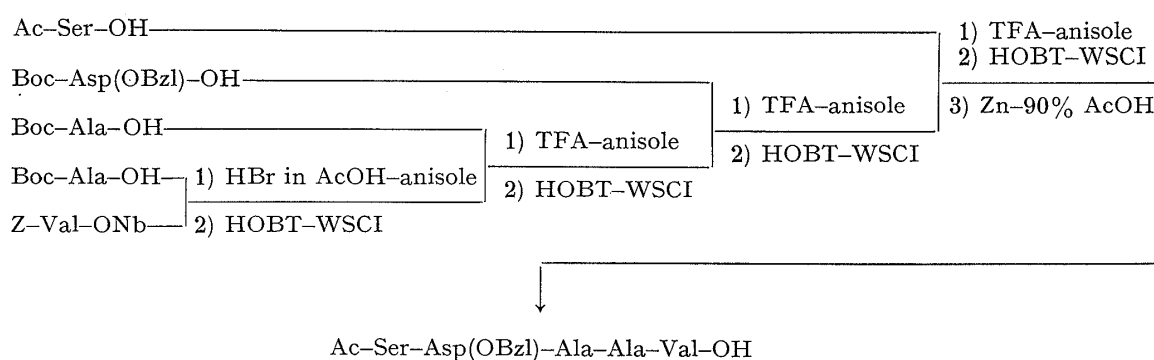 Ac–Ser–OH
1) TFA–anisole
2) HOBT–WSCI
3) Zn–90% AcOH
Boc–Asp(OBzl)–OH
1) TFA–anisole
2) HOBT–WSCI
Boc–Ala–OH
1) TFA–anisole
2) HOBT–WSCI
Boc–Ala–OH
1) HBr in AcOH–anisole
Z–Val–ONb
2) HOBT–WSCI
Ac–Ser–Asp(OBzl)–Ala–Ala–Val–OH